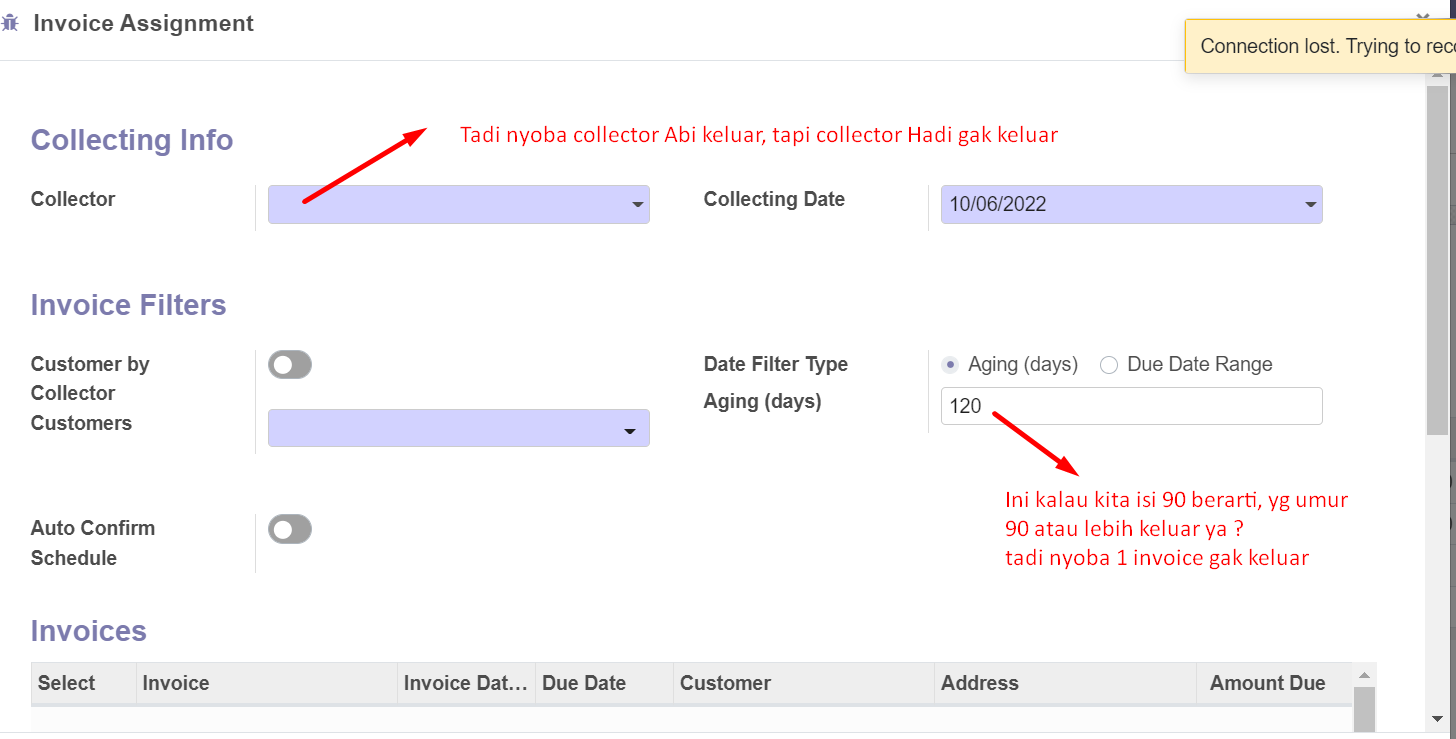 Invoice Assignment
Connection lost. Trying to rec
Collecting Info
Tadi nyoba collector Abi keluar, tapi collector Hadi gak keluar
Collector
Collecting Date
10/06/2022
Invoice Filters
Customer by
Collector
Date Filter Type
Aging (days)
Due Date Range
Customers
Aging (days)
120
Ini kalau kita isi 90 berarti, yg umur
90 atau lebih keluar ya ?
tadi nyoba 1 invoice gak keluar
Auto Confirm
Schedule
Invoices
Select Invoice Invoice Dat... Due Date Customer Address Amount Due